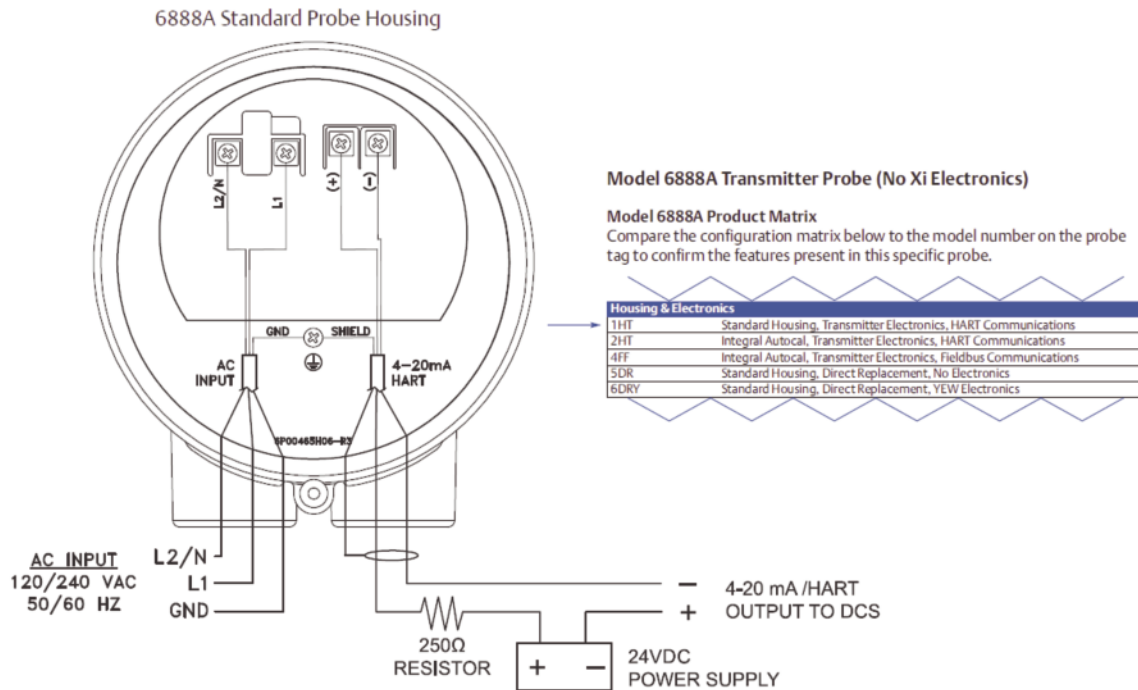 6888A Standard Probe Housing
L2/N
L1
(+)
(-)
GND
SHIELD
AC
INPUT
4-20mA
HART
6P00465H06-R3
AC INPUT
120/240 VAC
50/60 HZ
L2/N
L1
GND
250Ω
RESISTOR
+
−
24VDC
POWER SUPPLY
−
4-20 mA /HART
+
OUTPUT TO DCS
Model 6888A Transmitter Probe (No Xi Electronics)
Model 6888A Product Matrix
Compare the configuration matrix below to the model number on the probe
tag to confirm the features present in this specific probe.
Housing & Electronics
1HT Standard Housing, Transmitter Electronics, HART Communications
2HT Integral Autocal, Transmitter Electronics, HART Communications
4FF Integral Autocal, Transmitter Electronics, Fieldbus Communications
5DR Standard Housing, Direct Replacement, No Electronics
6DRY Standard Housing, Direct Replacement, YEW Electronics